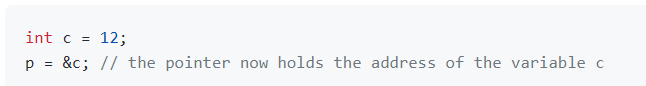 int c = 12;
p = &c; // the pointer now holds the address of the variable c